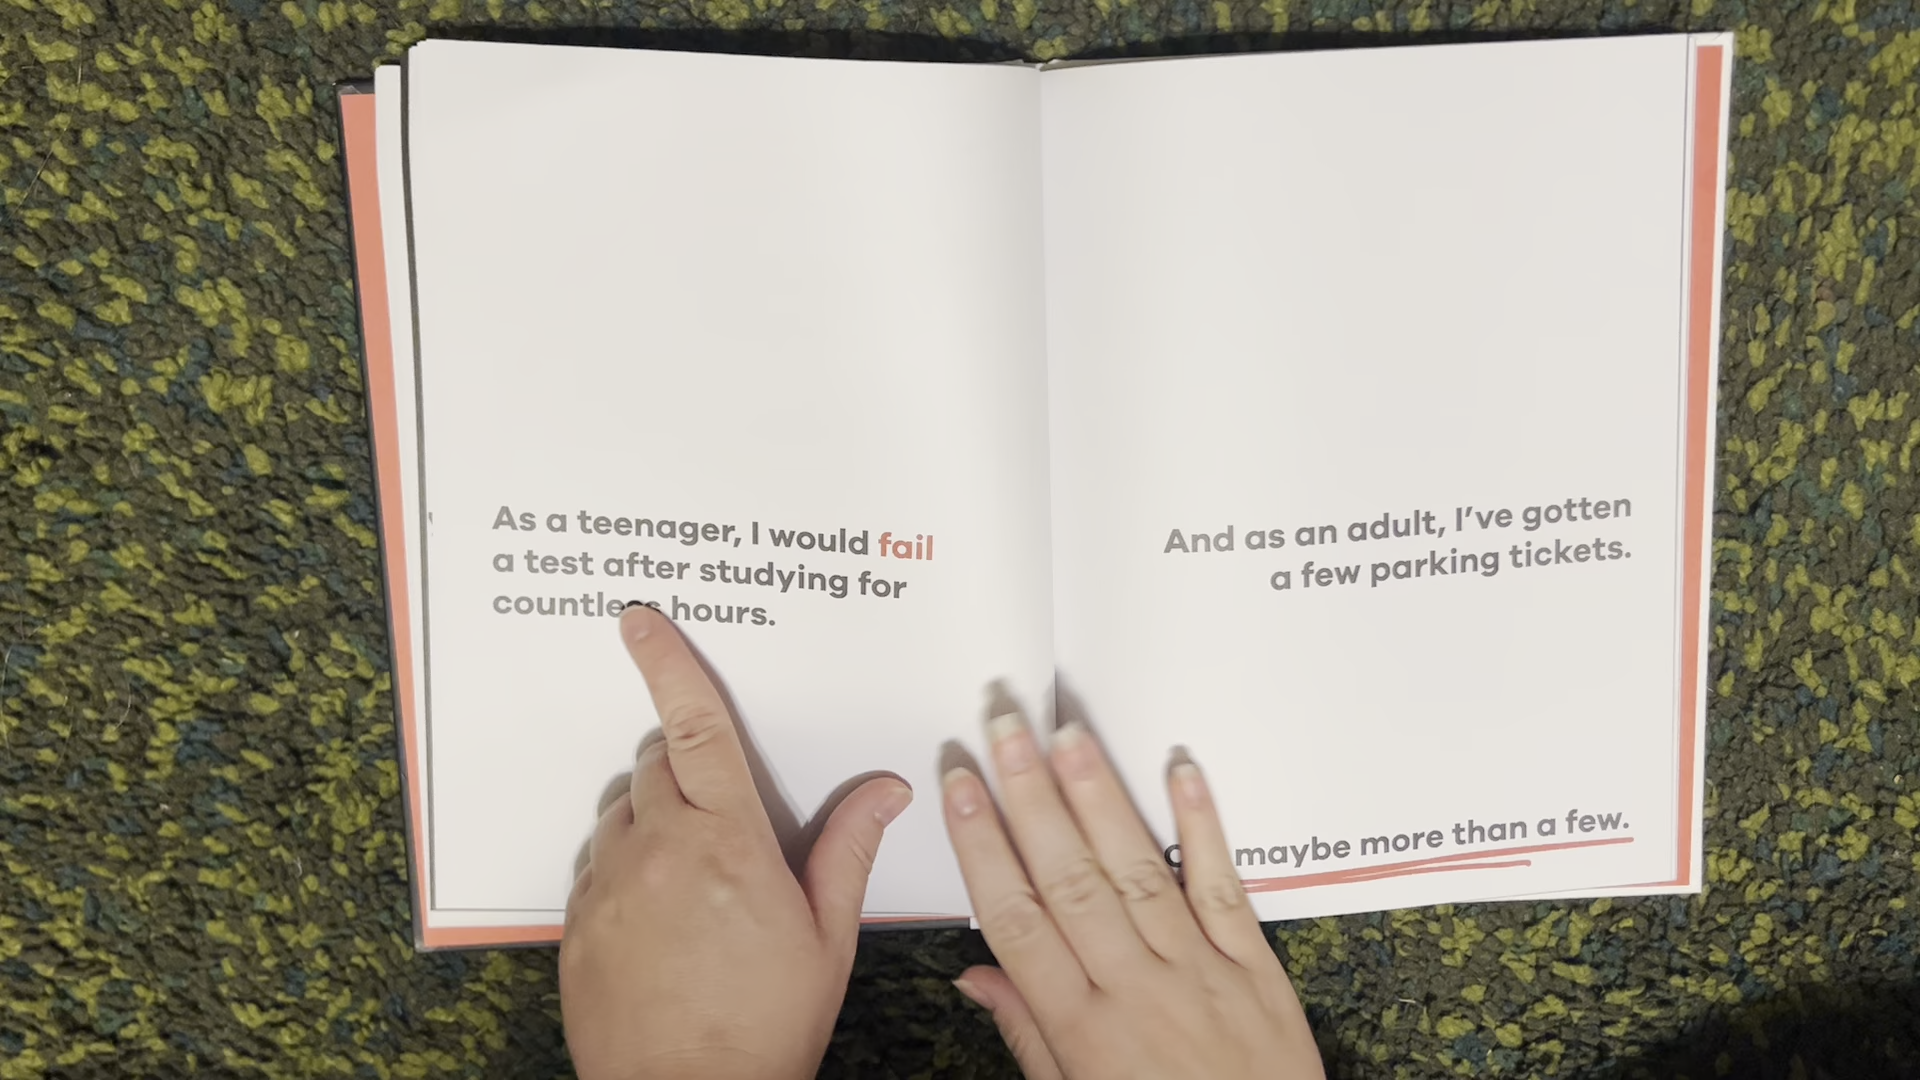 As a teenager, I would fail
a test after studying for
hours.
And as an adult, I've gotten
a few parking tickets.
maybe more than a few.